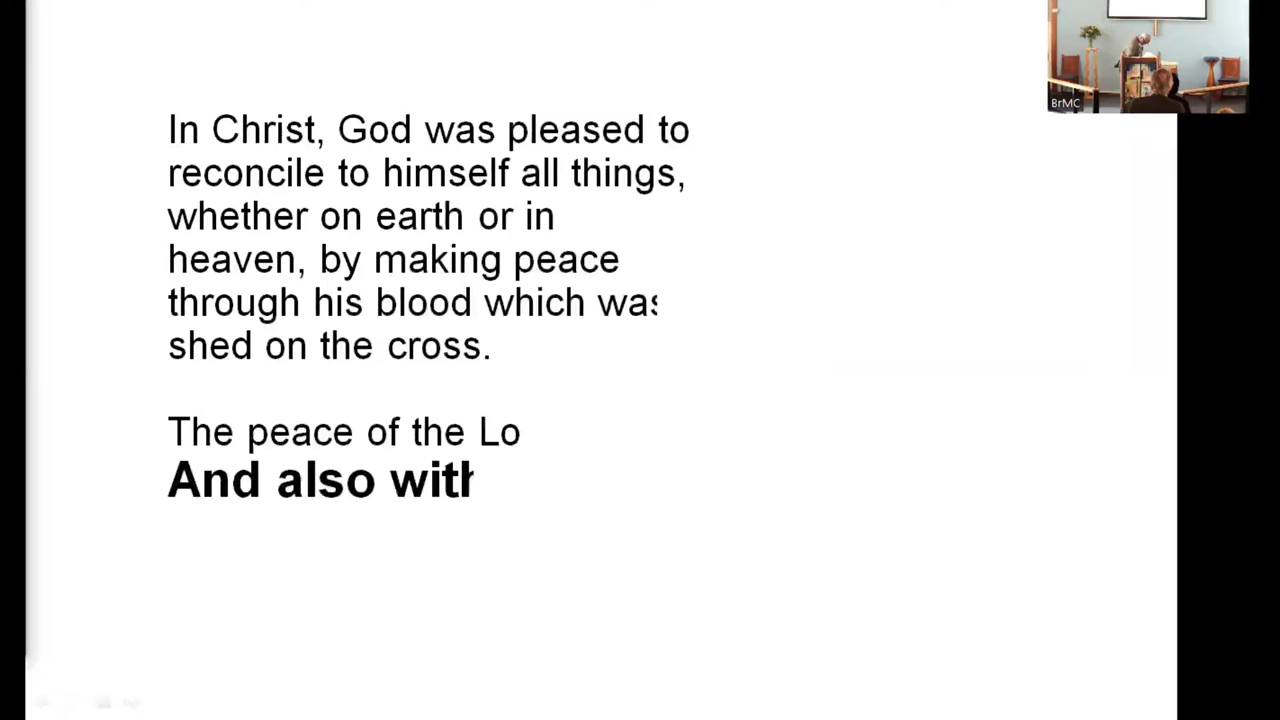 In Christ, God was pleased to
reconcile to himself all things,
whether on earth or in
heaven, by making peace
through his blood which was
shed on the cross.
The peace of the Lo
And also with
BrMC